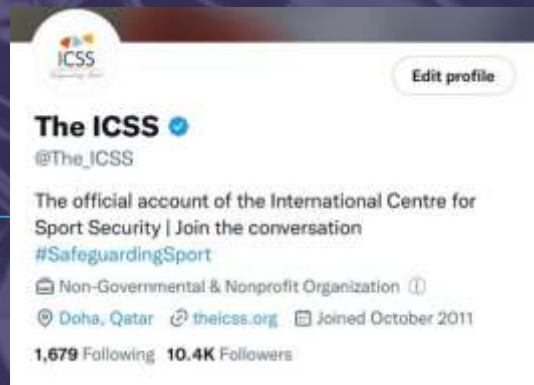 ICSS
Edit profile
The ICSS
@The_ICSS
The official account of the International Centre for
Sport Security | Join the conversation
#SafeguardingSport
Non-Governmental & Nonprofit Organization
Doha, Qatar theicss.org Joined October 2011
1,679 Following 10.4K Followers